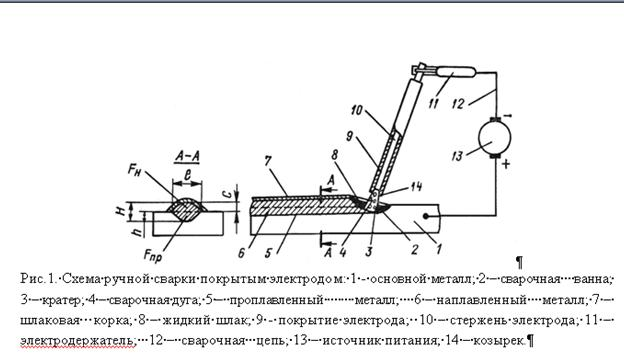 А-А
Fн
e
H
h
C
Fпр
7
A
8
9
10
11
12
13
14
−
+
6
5
A
4
3
2
1
¶
Рис.1.·Схема·ручной·сварки·покрытым·электродом:·1·-·основной·металл;·2·—·сварочная···ванна;·
3·—·кратер;·4·—·сварочная·дуга;·5·—·проплавленный········металл;····6·—·наплавленный····металл;·7·—·
шлаковая···корка;·8·—·жидкий·шлак;·9·-·покрытие·электрода;··10·—·стержень·электрода;·11·—·
электродержатель;···12·—··сварочная···цепь;·13·—·источник·питания;·14·—·козырек.¶